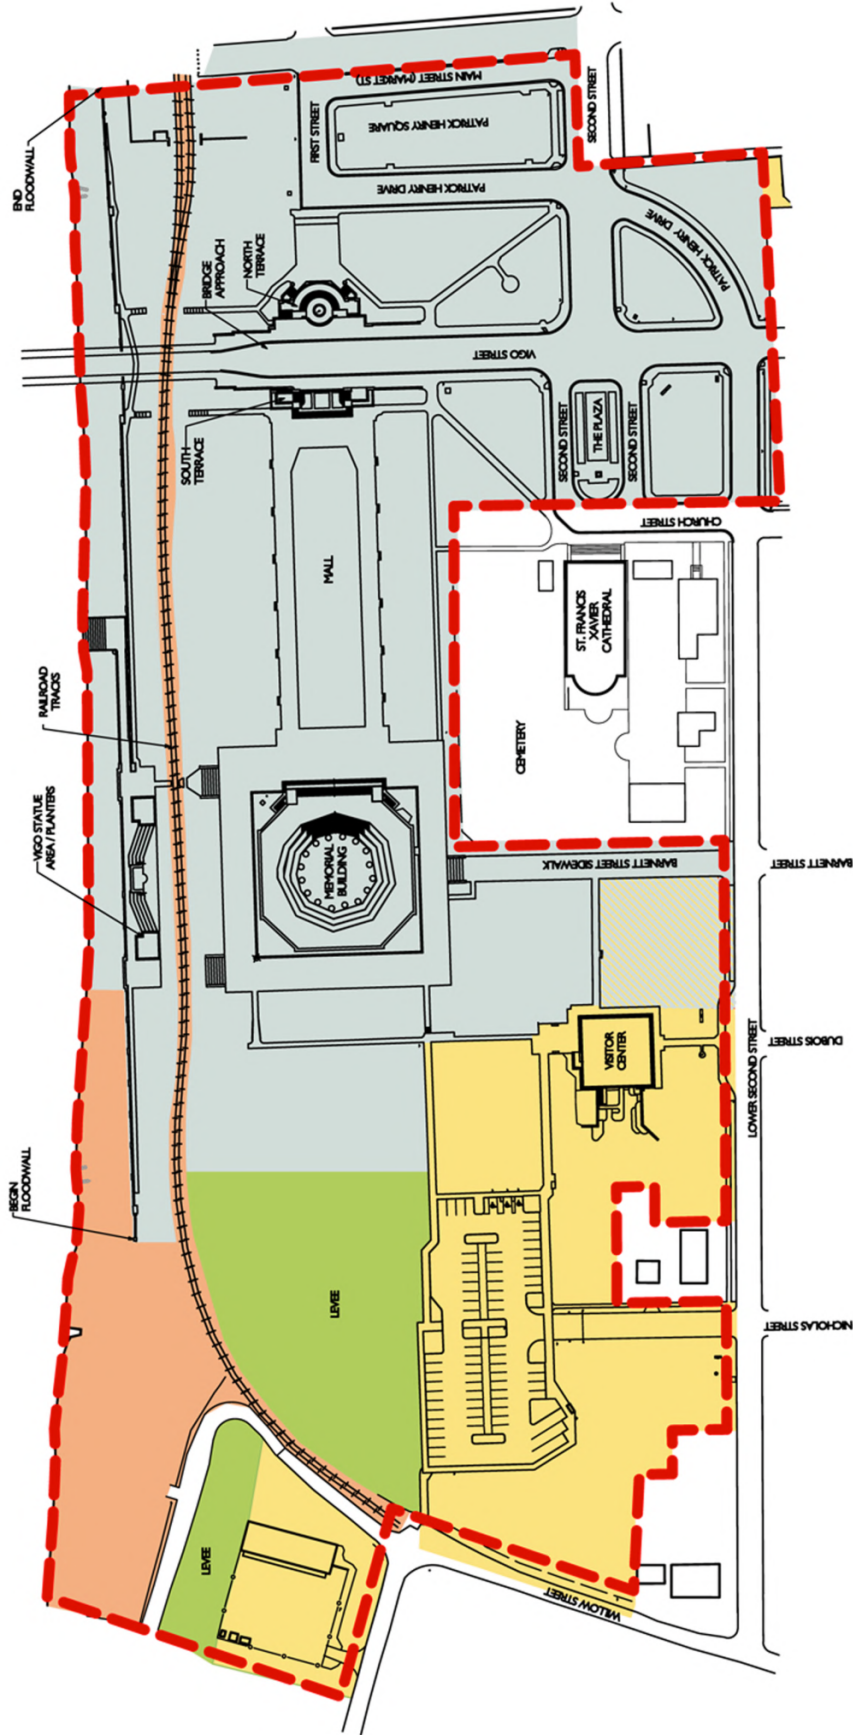 MAIN STREET (MARKET ST.)
SECOND STREET
END
FLOODWALL
FIRST STREET
PATRICK HENRY SQUARE
PATRICK HENRY DRIVE
PATRICK HENRY DRIVE
BRIDGE
APPROACH
NORTH
TERRACE
VIGO STREET
SOUTH
TERRACE
SECOND STREET
THE PLAZA
SECOND STREET
CHURCH STREET
MALL
ST. FRANCIS
XAVIER
CATHEDRAL
RAILROAD
TRACKS
CEMETERY
VIGO STATUE
AREA / PLANTERS
MEMORIAL
BUILDING
BARNETT STREET SIDEWALK
BARNETT STREET
VISITOR
CENTER
DUBOIS STREET
LOWER SECOND STREET
BEGIN
FLOODWALL
LEVEE
NICHOLAS STREET
LEVEE
WILLOW STREET